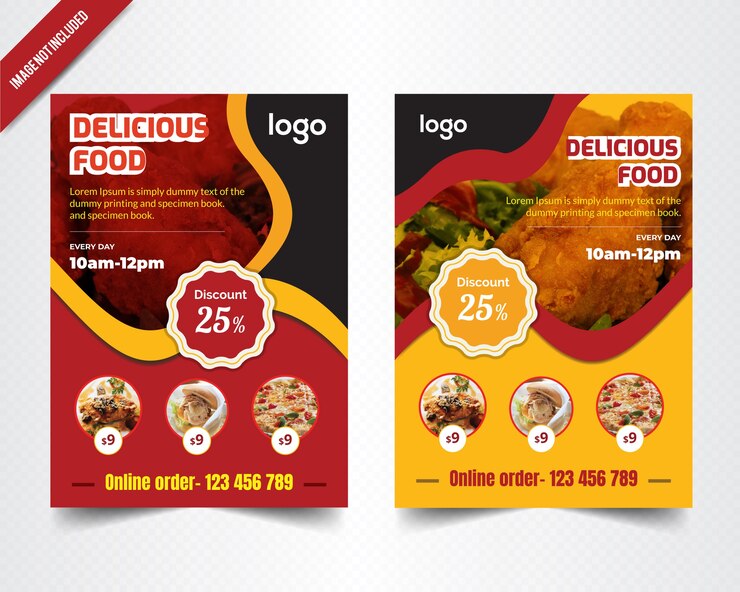 IMAGE NOT INCLUDED
DELICIOUS
FOOD
logo
Lorem Ipsum is simply dummy text of the
dummy printing and specimen book.
and specimen book.
EVERY DAY
10am-12pm
Discount
25%
$9
$9
$9
Online order- 123 456 789
logo
DELICIOUS
FOOD
Lorem Ipsum is simply dummy text of the
dummy printing and specimen book.
EVERY DAY
10am-12pm
Discount
25%
$9
$9
$9
Online order- 123 456 789